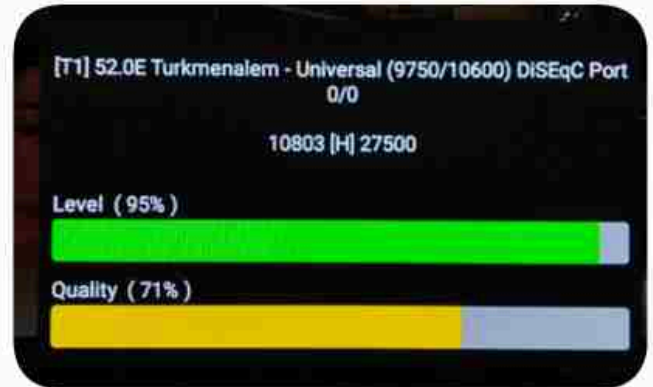 [T1] 52.0E Turkmenalem - Universal (9750/10600) DiSEqC Port
0/0
10803 [H] 27500
Level ( 95% )
Quality ( 71% )